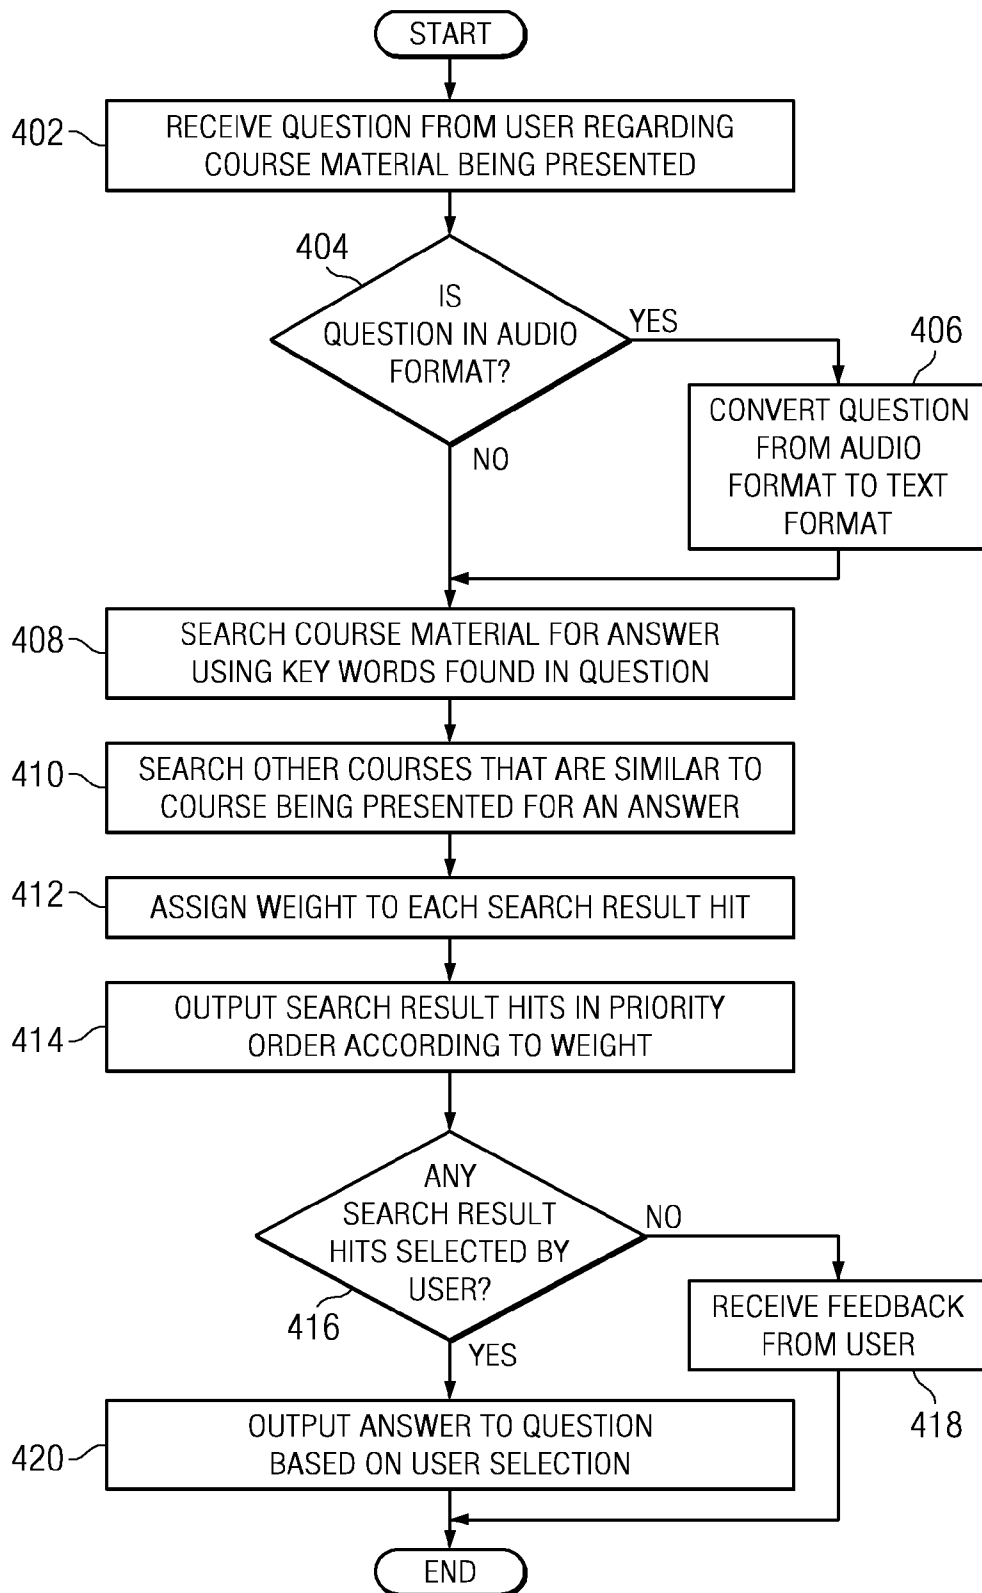 START
402
RECEIVE QUESTION FROM USER REGARDING
COURSE MATERIAL BEING PRESENTED
404
IS
QUESTION IN AUDIO
FORMAT?
YES
406
CONVERT QUESTION
FROM AUDIO
FORMAT TO TEXT
FORMAT
NO
408
SEARCH COURSE MATERIAL FOR ANSWER
USING KEY WORDS FOUND IN QUESTION
410
SEARCH OTHER COURSES THAT ARE SIMILAR TO
COURSE BEING PRESENTED FOR AN ANSWER
412
ASSIGN WEIGHT TO EACH SEARCH RESULT HIT
414
OUTPUT SEARCH RESULT HITS IN PRIORITY
ORDER ACCORDING TO WEIGHT
ANY
SEARCH RESULT
HITS SELECTED BY
USER?
416
NO
RECEIVE FEEDBACK
FROM USER
418
YES
420
OUTPUT ANSWER TO QUESTION
BASED ON USER SELECTION
END